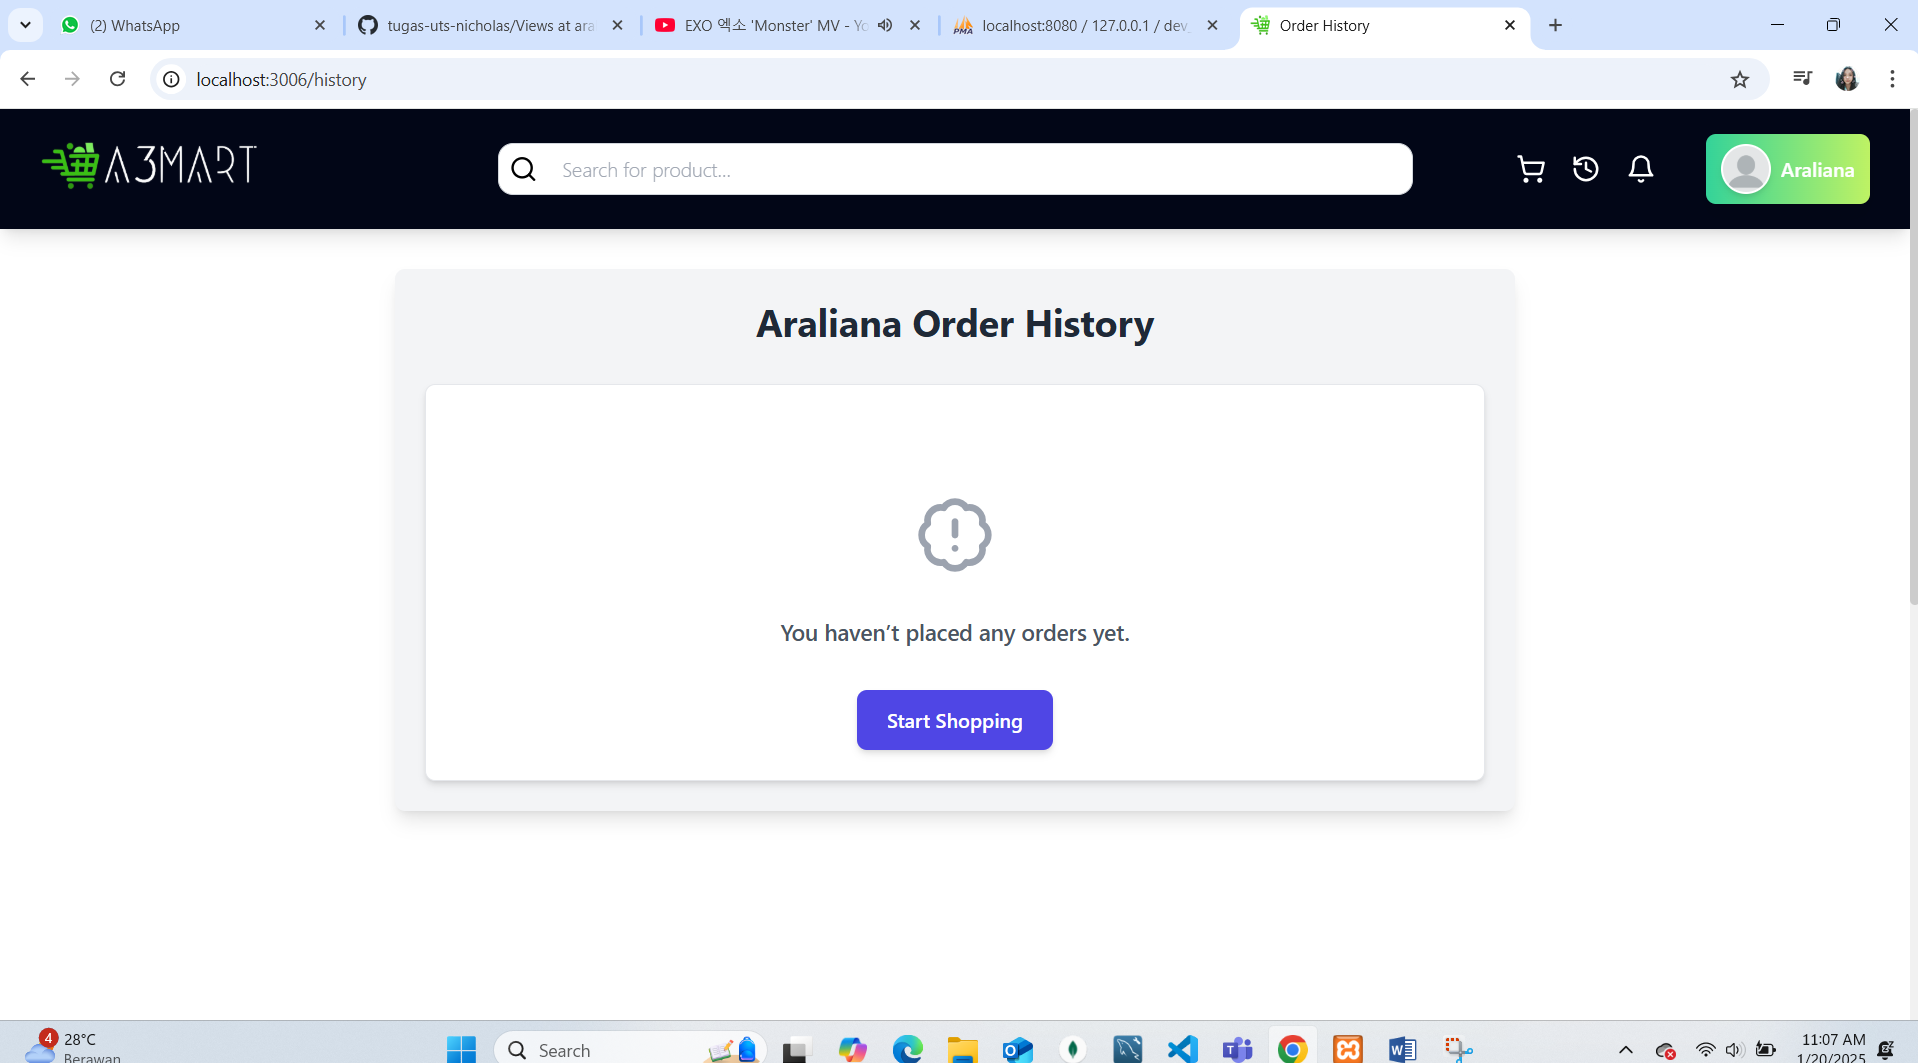 (2) WhatsApp
tugas-uts-nicholas/Views at ara
EXO 엑소 'Monster' MV - Yo
localhost:8080 / 127.0.0.1 / dev_
Order History
localhost:3006/history
A3MART
Search for product...
Araliana
Araliana Order History
You haven’t placed any orders yet.
Start Shopping
4
28°C
Berawan
Search
11:07 AM
1/20/2025